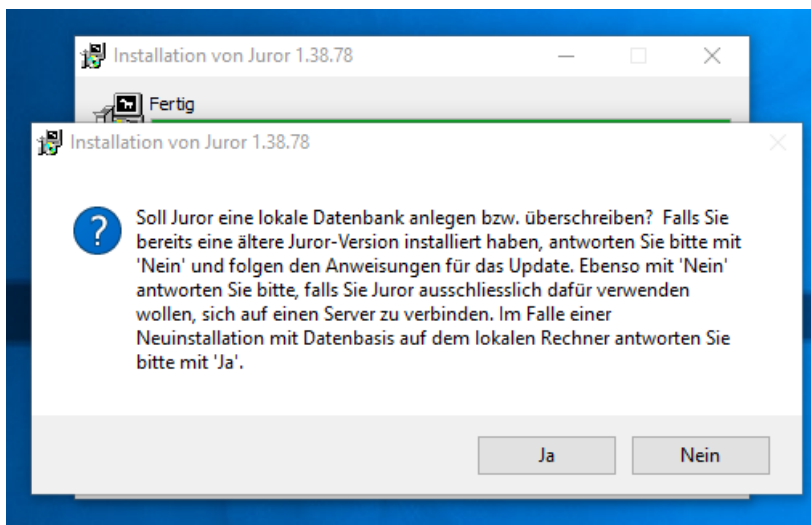 Installation von Juror 1.38.78
Fertig
Installation von Juror 1.38.78
Soll Juror eine lokale Datenbank anlegen bzw. überschreiben?  Falls Sie
bereits eine ältere Juror-Version installiert haben, antworten Sie bitte mit
'Nein' und folgen den Anweisungen für das Update. Ebenso mit 'Nein'
antworten Sie bitte, falls Sie Juror ausschliesslich dafür verwenden
wollen, sich auf einen Server zu verbinden. Im Falle einer
Neuinstallation mit Datenbasis auf dem lokalen Rechner antworten Sie
bitte mit 'Ja'.
Ja
Nein